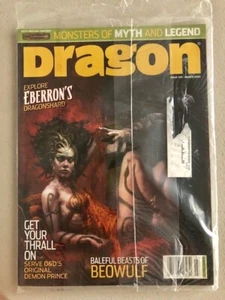 MONSTERS OF MYTH AND LEGEND
Dragon
EXPLORE
EBERRON'S
DRAGONSHARD
GET
YOUR
THRALL
ON
SERVE D&D'S
ORIGINAL
DEMON PRINCE
BALEFUL BEASTS OF
BEOWULF